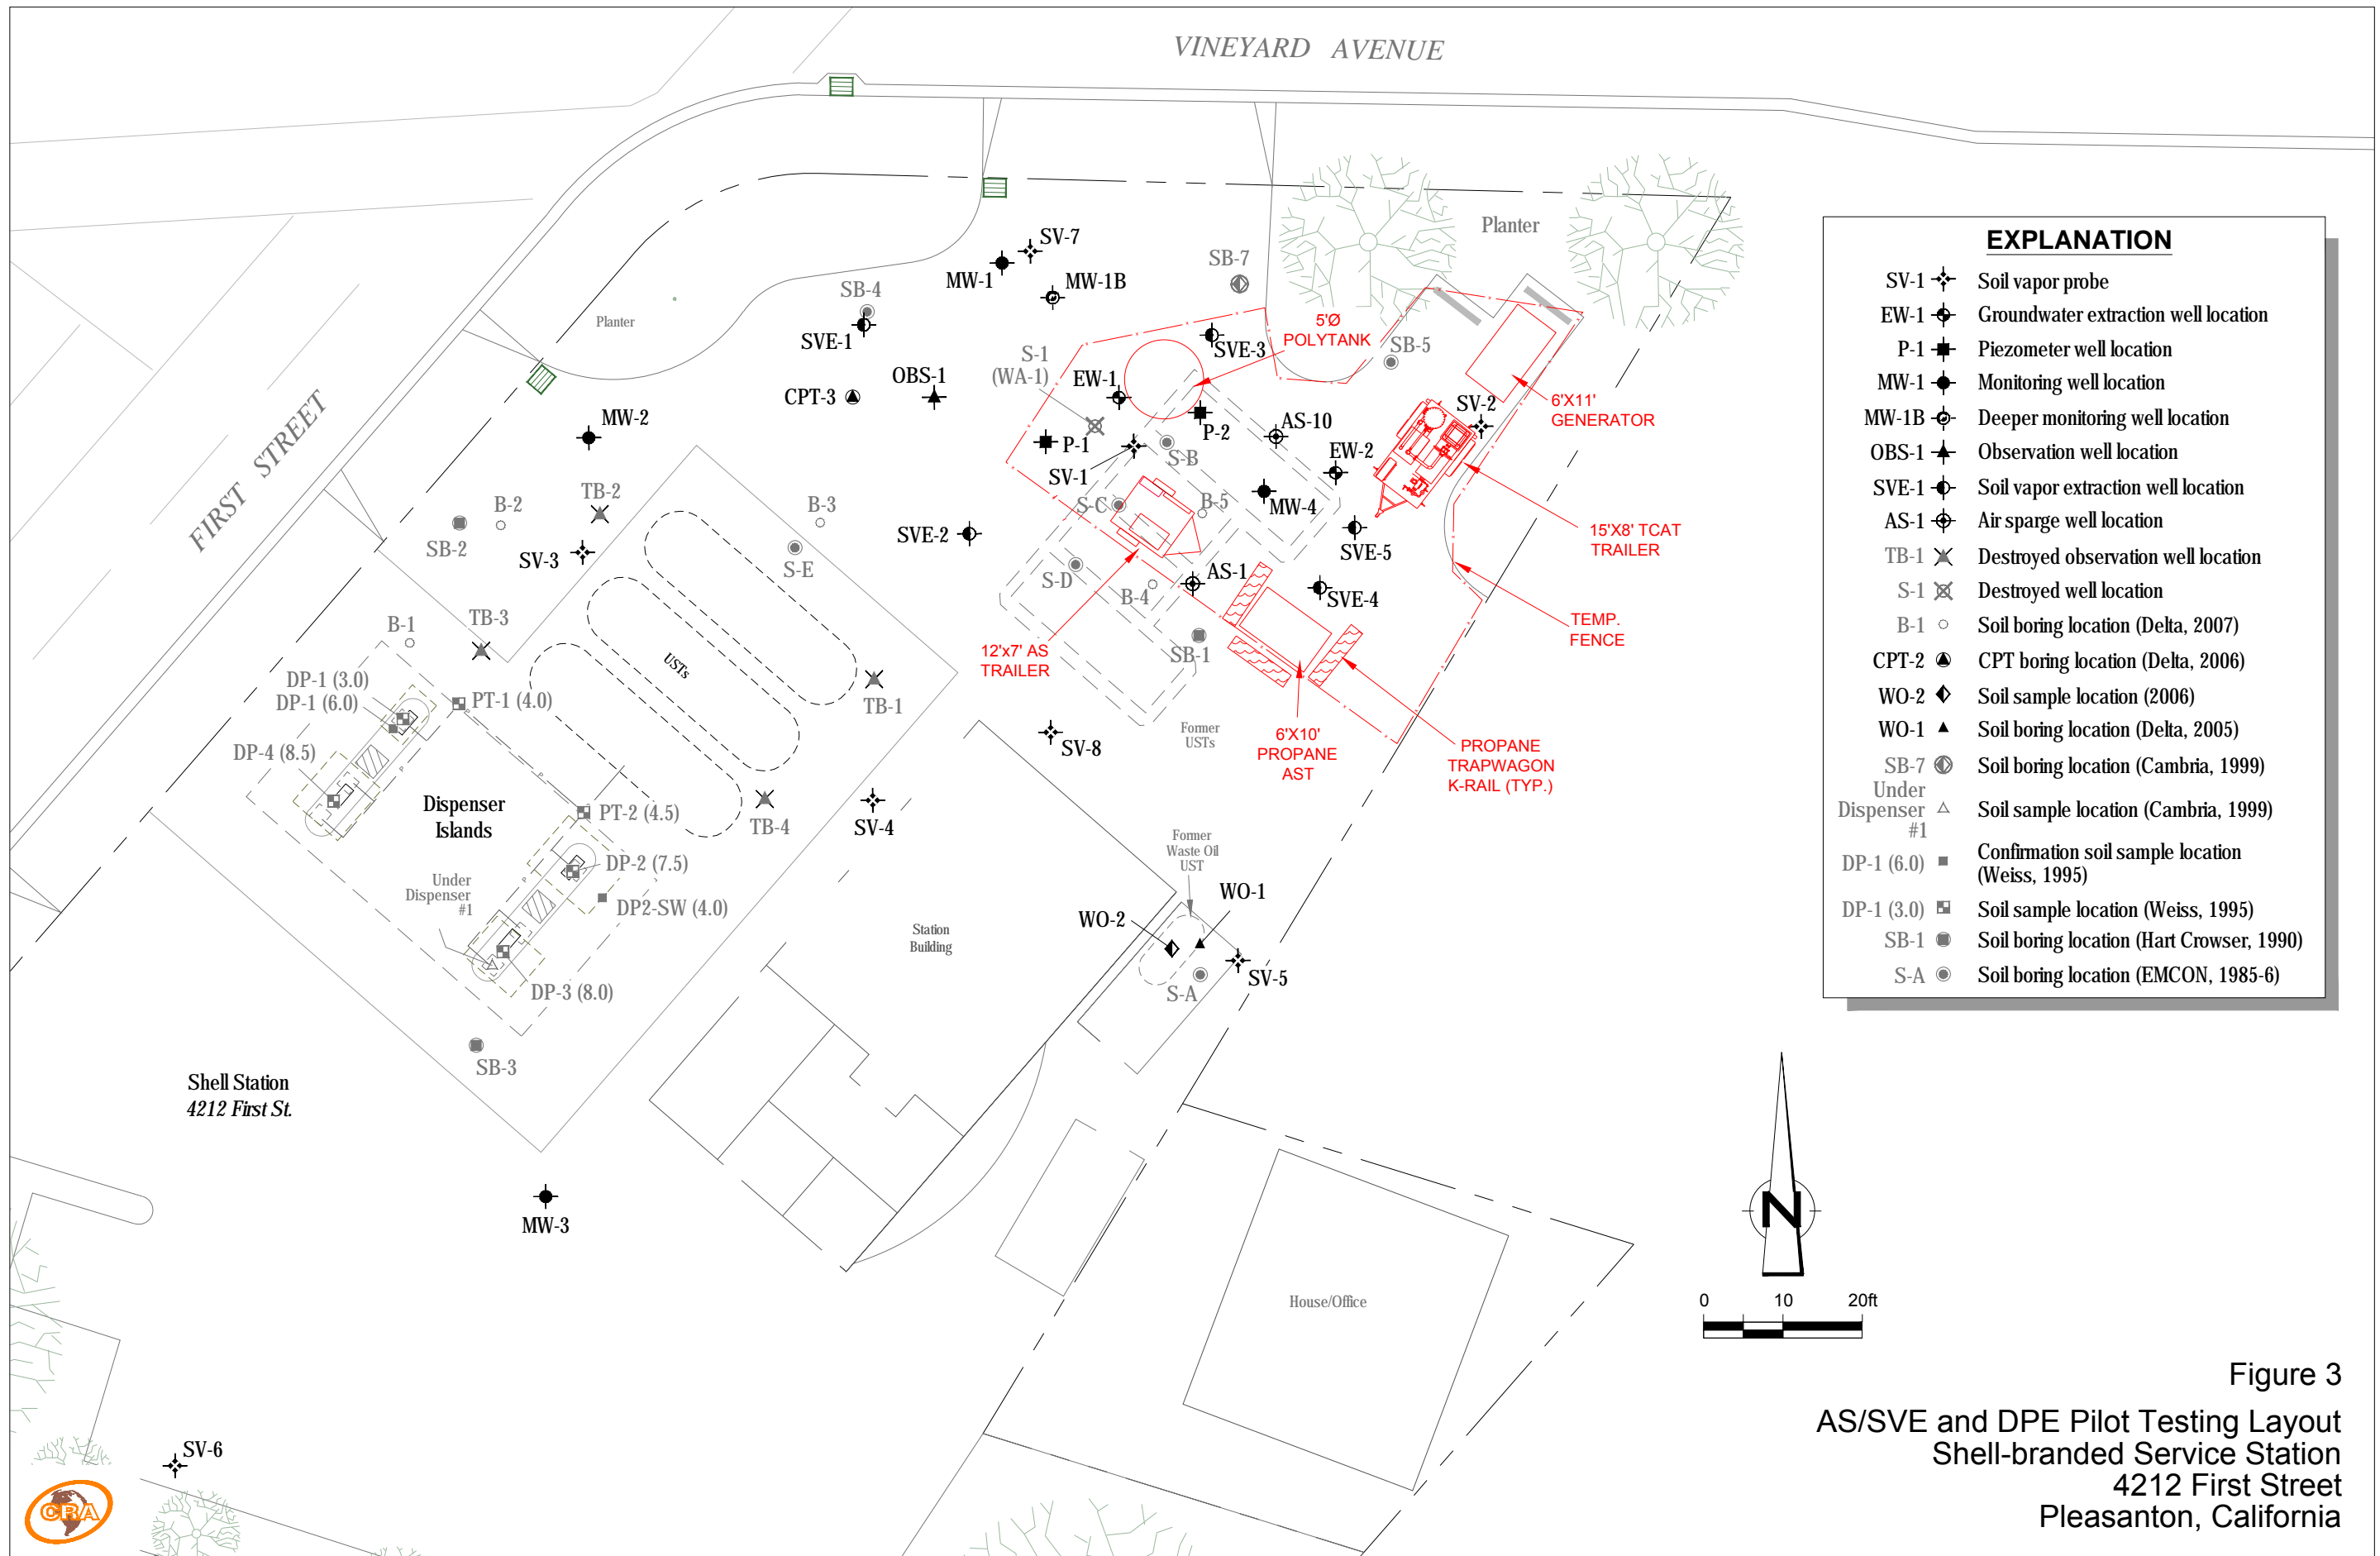 VINEYARD AVENUE
FIRST STREET
SV-7
MW-1
MW-1B
SB-7
Planter
SB-4
SVE-1
Planter
5'Ø
POLYTANK
SVE-3
SB-5
S-1
(WA-1)
EW-1
OBS-1
CPT-3
6'X11'
GENERATOR
SV-2
MW-2
P-1
P-2
AS-10
S-B
SV-1
EW-2
S-C
B-5
MW-4
TB-2
B-2
SB-2
B-3
SVE-2
SVE-5
15'X8' TCAT
TRAILER
SV-3
S-E
S-D
AS-1
B-4
SVE-4
TEMP.
FENCE
B-1
TB-3
SB-1
12'x7' AS
TRAILER
USTs
DP-1 (3.0)
DP-1 (6.0)
PT-1 (4.0)
TB-1
DP-4 (8.5)
SV-8
Former
USTs
6'X10'
PROPANE
AST
PROPANE
TRAPWAGON
K-RAIL (TYP.)
Dispenser
Islands
PT-2 (4.5)
TB-4
SV-4
DP-2 (7.5)
Under
Dispenser
#1
DP2-SW (4.0)
Former
Waste Oil
UST
WO-1
WO-2
Station
Building
SV-5
S-A
DP-3 (8.0)
SB-3
Shell Station
4212 First St.
MW-3
House/Office
SV-6
CRA
EXPLANATION
SV-1 Soil vapor probe
EW-1 Groundwater extraction well location
P-1 Piezometer well location
MW-1 Monitoring well location
MW-1B Deeper monitoring well location
OBS-1 Observation well location
SVE-1 Soil vapor extraction well location
AS-1 Air sparge well location
TB-1 Destroyed observation well location
S-1 Destroyed well location
B-1 Soil boring location (Delta, 2007)
CPT-2 CPT boring location (Delta, 2006)
WO-2 Soil sample location (2006)
WO-1 Soil boring location (Delta, 2005)
SB-7 Soil boring location (Cambria, 1999)
Under
Dispenser Soil sample location (Cambria, 1999)
#1
DP-1 (6.0) Confirmation soil sample location
(Weiss, 1995)
DP-1 (3.0) Soil sample location (Weiss, 1995)
SB-1 Soil boring location (Hart Crowser, 1990)
S-A Soil boring location (EMCON, 1985-6)
N
0 10 20ft
Figure 3
AS/SVE and DPE Pilot Testing Layout
Shell-branded Service Station
4212 First Street
Pleasanton, California